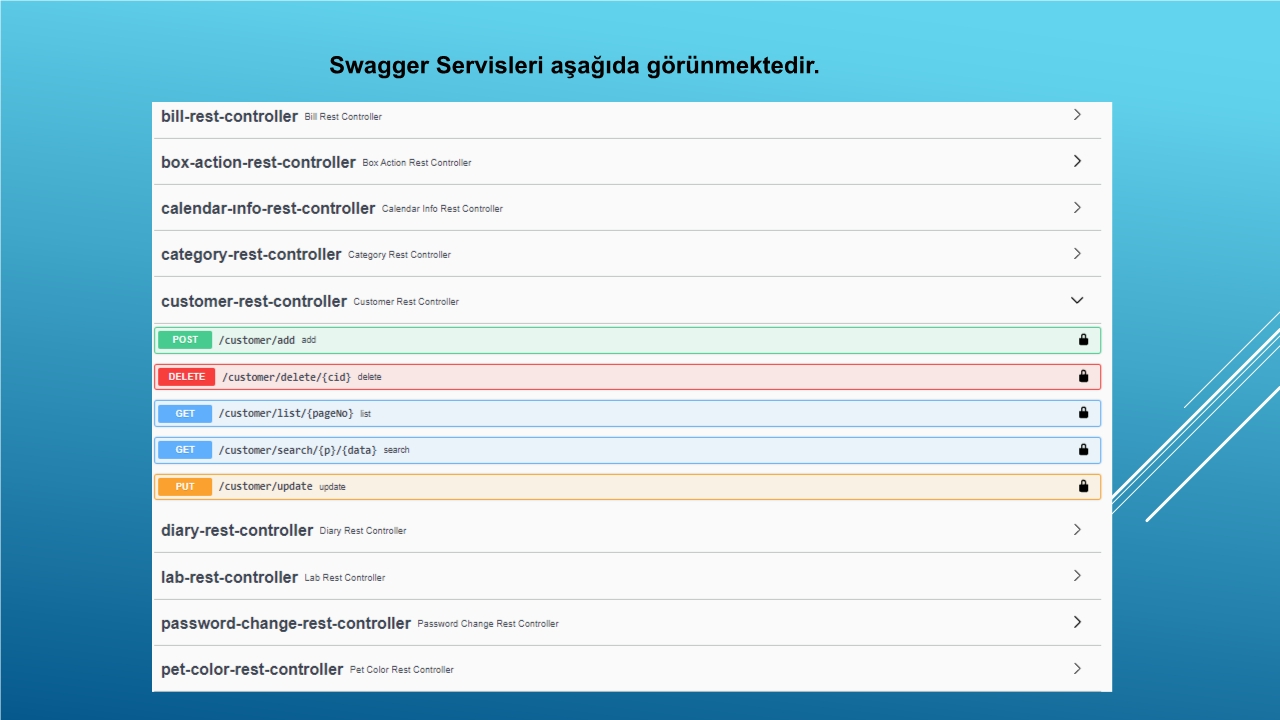 Swagger Servisleri aşağıda görünmektedir.
bill-rest-controller Bill Rest Controller
box-action-rest-controller Box Action Rest Controller
calendar-ınfo-rest-controller Calendar Info Rest Controller
category-rest-controller Category Rest Controller
customer-rest-controller Customer Rest Controller
POST /customer/add add
DELETE /customer/delete/{cid} delete
GET /customer/list/{pageNo} list
GET /customer/search/{p}/{data} search
PUT /customer/update update
diary-rest-controller Diary Rest Controller
lab-rest-controller Lab Rest Controller
password-change-rest-controller Password Change Rest Controller
pet-color-rest-controller Pet Color Rest Controller